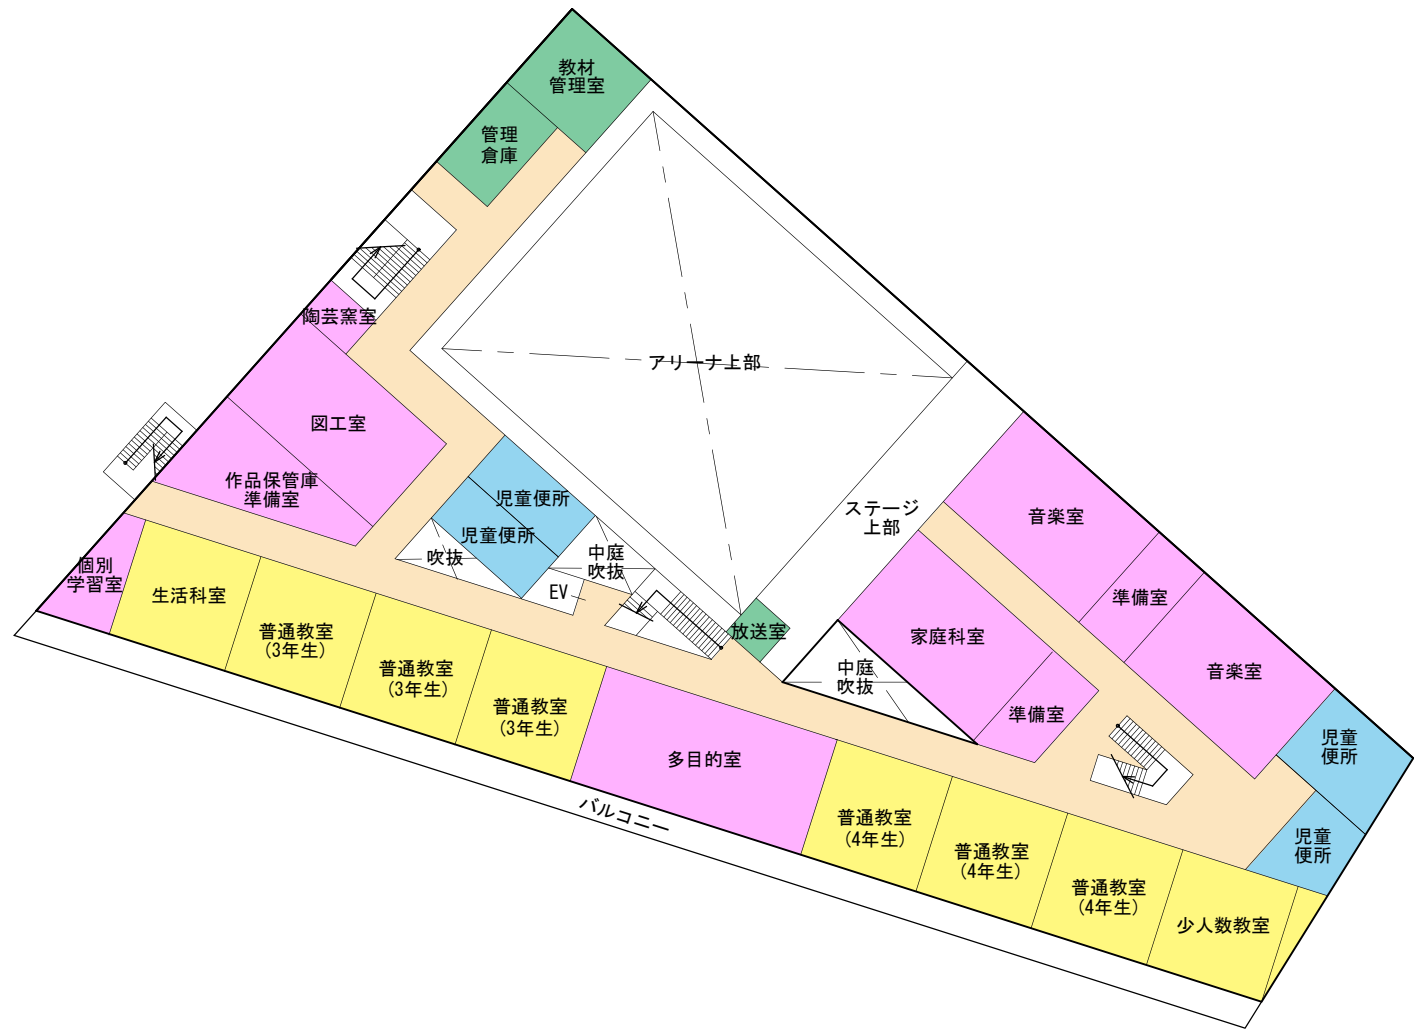 教材
管理室
管理
倉庫
陶芸窯室
アリーナ上部
図工室
作品保管庫
準備室
児童便所
児童便所
吹抜
中庭
吹抜
EV
ステージ
上部
音楽室
準備室
音楽室
放送室
家庭科室
準備室
中庭
吹抜
児童
便所
児童
便所
個別
学習室
生活科室
普通教室
(3年生)
普通教室
(3年生)
普通教室
(3年生)
多目的室
バルコニー
普通教室
(4年生)
普通教室
(4年生)
普通教室
(4年生)
少人数教室